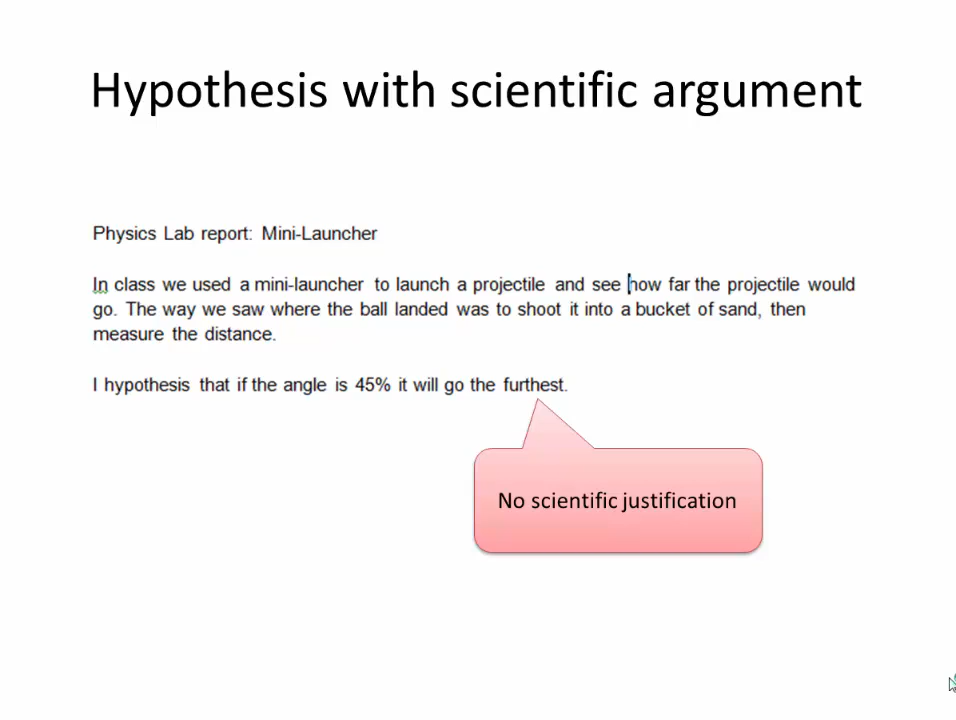 Hypothesis with scientific argument
Physics Lab report: Mini-Launcher
In class we used a mini-launcher to launch a projectile and see how far the projectile would
go. The way we saw where the ball landed was to shoot it into a bucket of sand, then
measure the distance.
I hypothesis that if the angle is 45% it will go the furthest.
No scientific justification